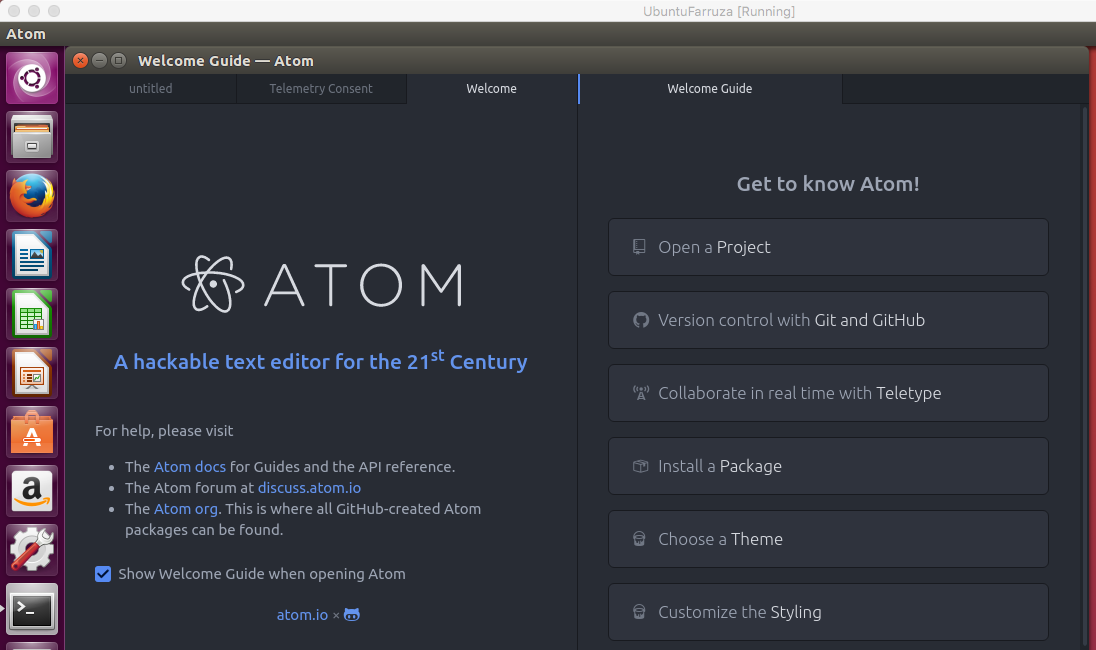 UbuntuFarruza [Running]
Atom
Welcome Guide — Atom
untitled
Telemetry Consent
Welcome
Welcome Guide
ATOM
A hackable text editor for the 21st Century
For help, please visit
• The Atom docs for Guides and the API reference.
• The Atom forum at discuss.atom.io
• The Atom org. This is where all GitHub-created Atom
packages can be found.
Show Welcome Guide when opening Atom
atom.io ×
Get to know Atom!
Open a Project
Version control with Git and GitHub
Collaborate in real time with Teletype
Install a Package
Choose a Theme
Customize the Styling